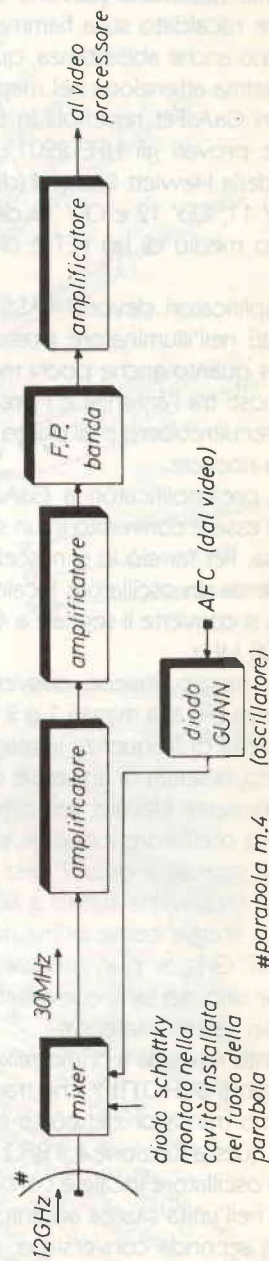 #
12GHz
mixer
30MHz
amplificatore
amplificatore
F.P.
banda
amplificatore
al video
processore
diodo schottky
montato nella
cavità installata
nel fuoco della
parabola
diodo
GUNN
AFC (dal video)
(oscillatore)
#parabola m.4